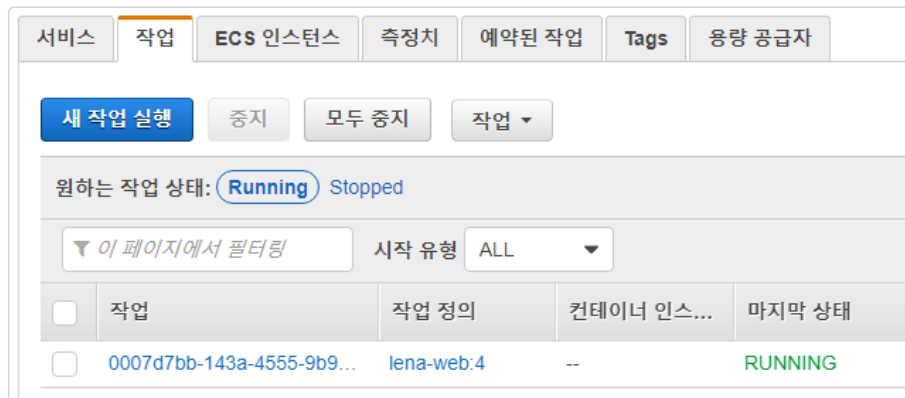 서비스 작업 ECS 인스턴스 측정치 예약된 작업 Tags 용량 공급자
새 작업 실행 중지 모두 중지 작업
원하는 작업 상태: Running Stopped
이 페이지에서 필터링 시작 유형 ALL
작업 작업 정의 컨테이너 인스... 마지막 상태
0007d7bb-143a-4555-9b9... lena-web:4 -- RUNNING